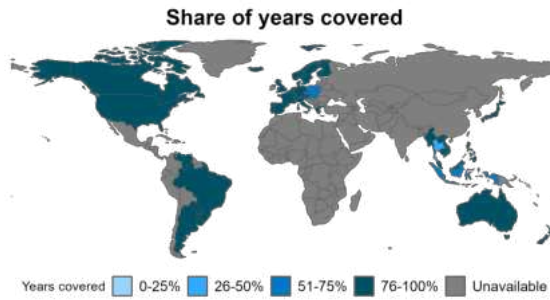 Share of years covered
Years covered 0-25% 26-50% 51-75% 76-100% Unavailable